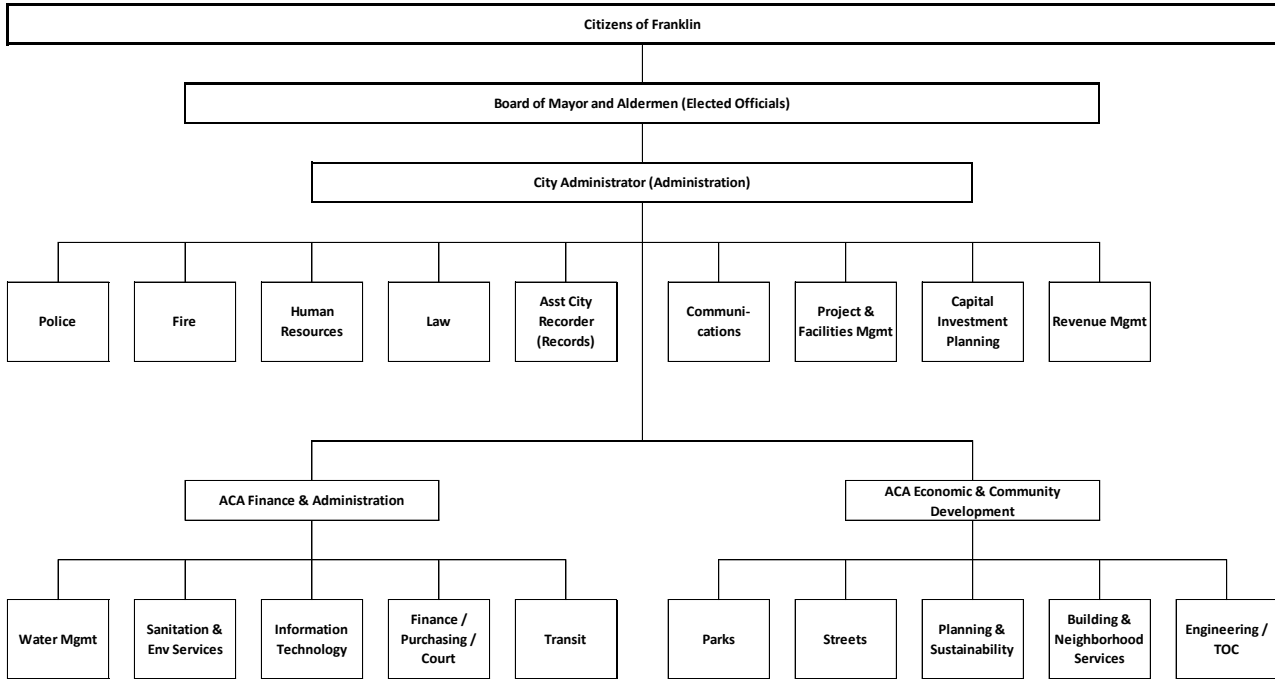 Citizens of Franklin
Board of Mayor and Aldermen (Elected Officials)
City Administrator (Administration)
Police
Fire
Human
Resources
Law
Asst City
Recorder
(Records)
Communi-
cations
Project &
Facilities Mgmt
Capital
Investment
Planning
Revenue Mgmt
ACA Finance & Administration
ACA Economic & Community
Development
Water Mgmt
Sanitation &
Env Services
Information
Technology
Finance /
Purchasing /
Court
Transit
Parks
Streets
Planning &
Sustainability
Building &
Neighborhood
Services
Engineering /
TOC